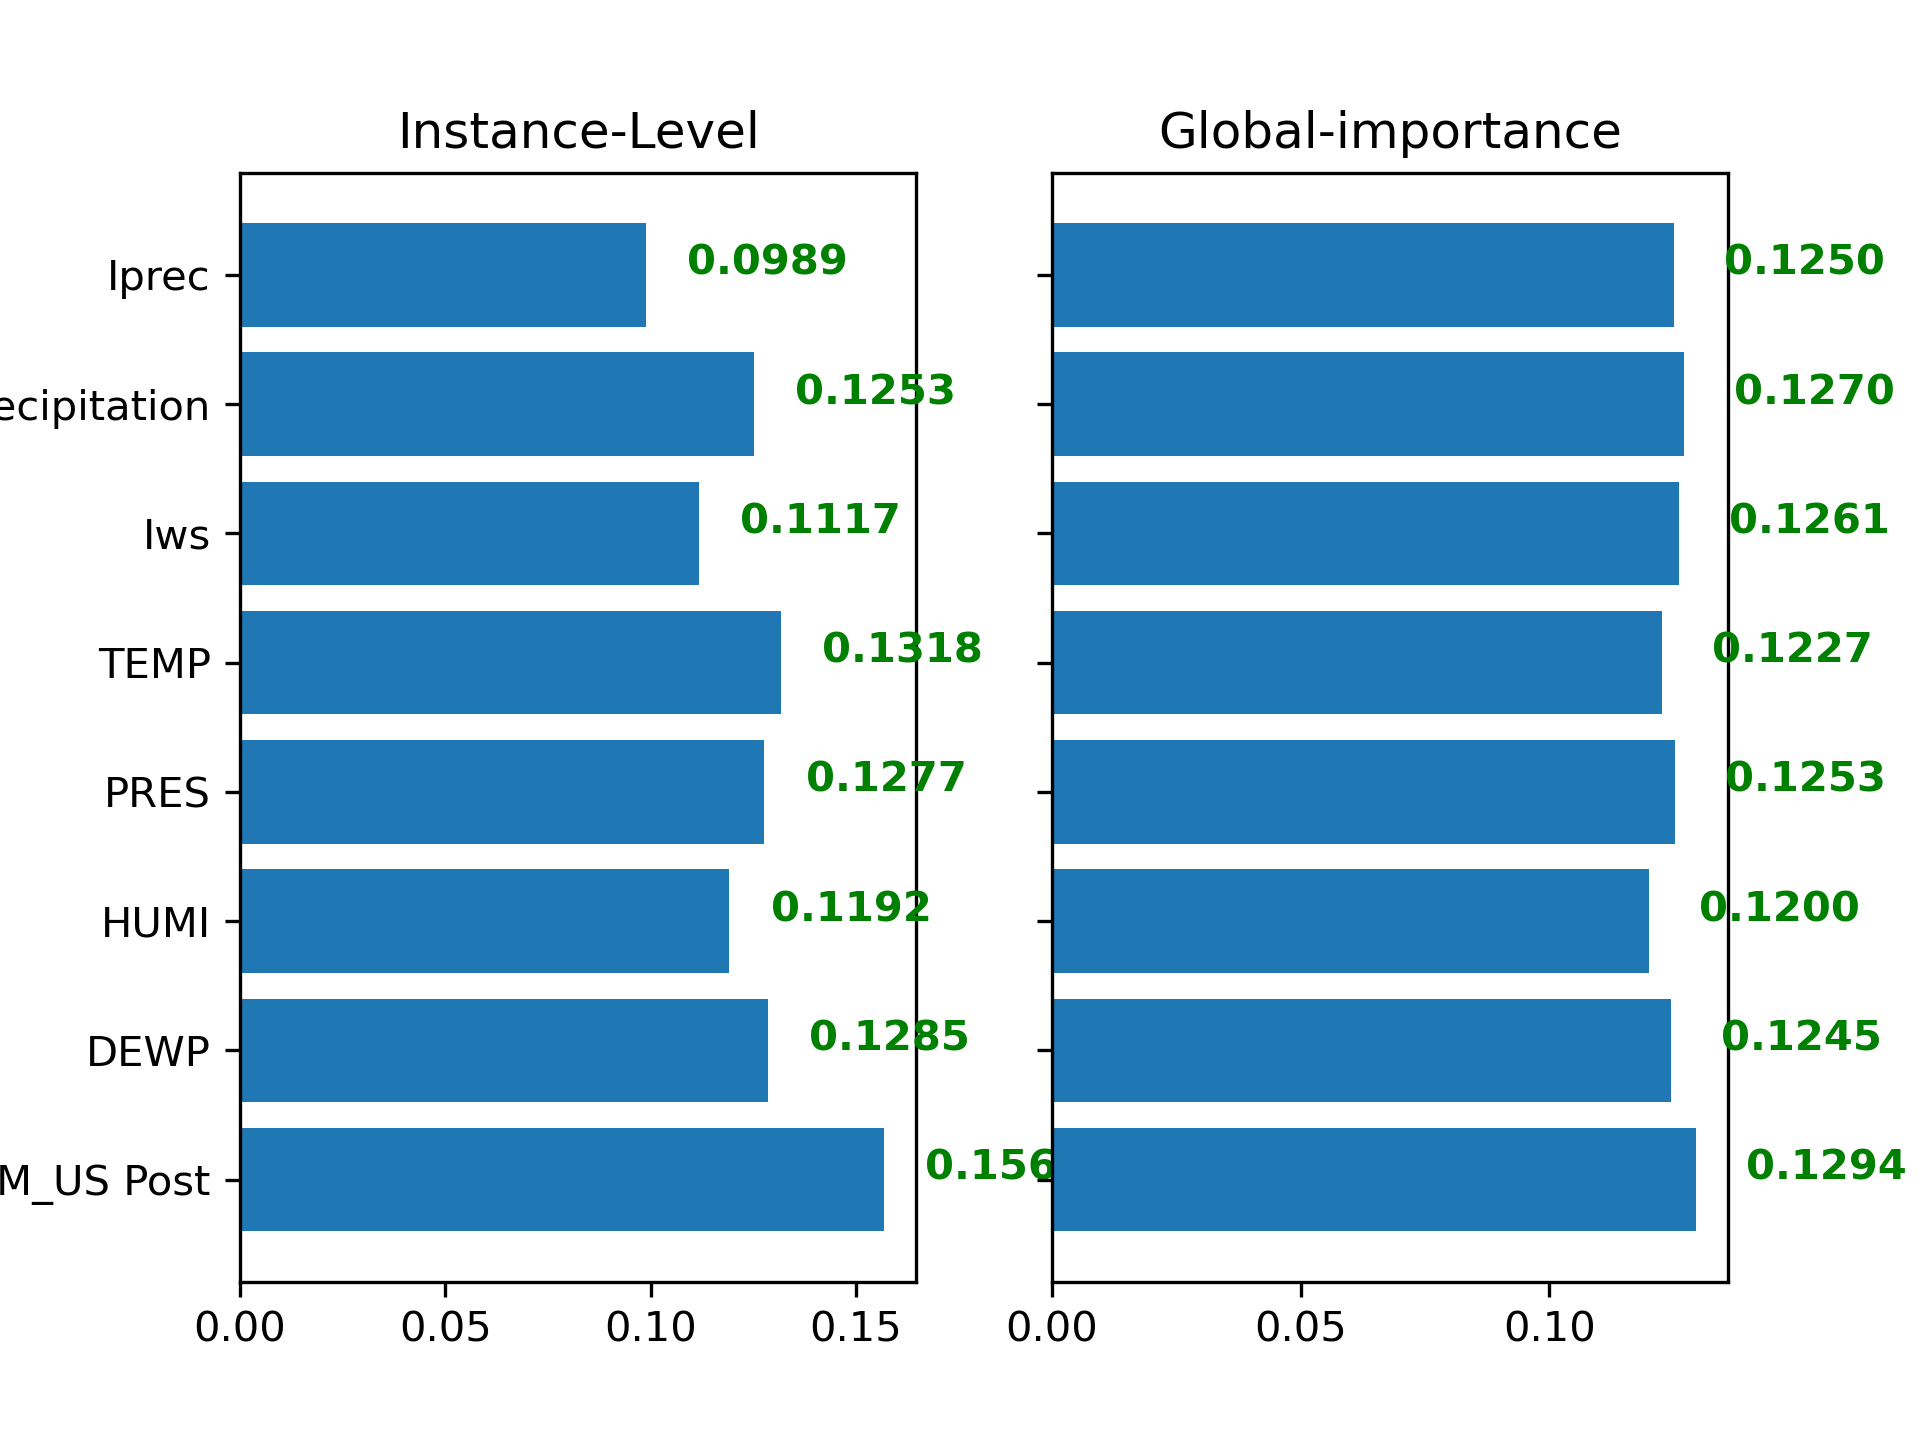 Instance-Level
Global-importance
Iprec
0.0989
0.1250
ecipitation
0.1253
0.1270
Iws
0.1117
0.1261
TEMP
0.1318
0.1227
PRES
0.1277
0.1253
HUMI
0.1192
0.1200
DEWP
0.1285
0.1245
M_US Post
0.156
0.1294
0.00 0.05 0.10 0.15
0.00 0.05 0.10